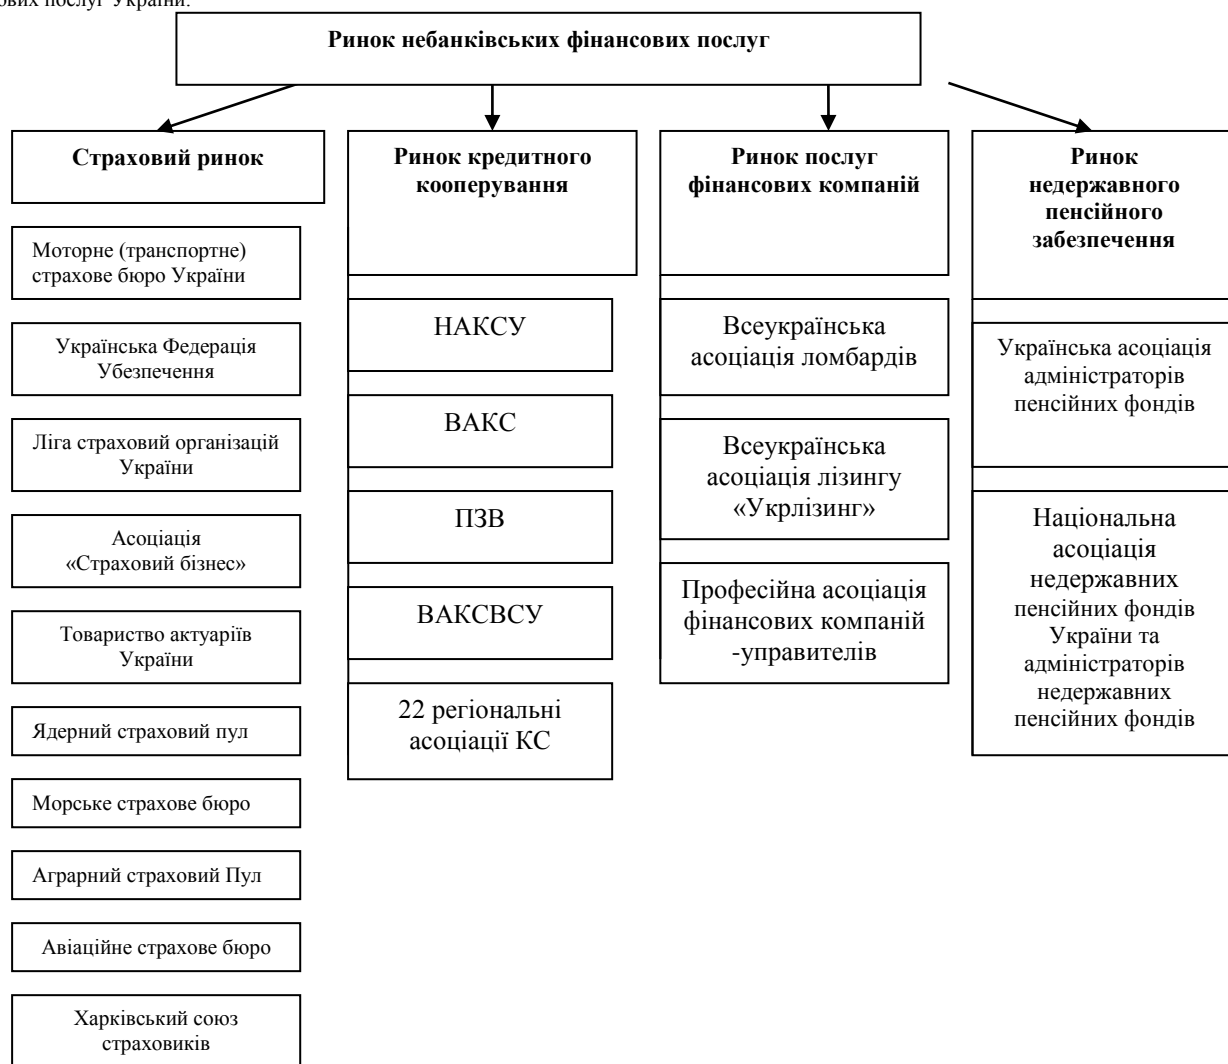 ових послуг України.
Ринок небанківських фінансових послуг
Страховий ринок
Моторне (транспортне)
страхове бюро України
Українська Федерація
Убезпечення
Ліга страховий організацій
України
Асоціація
«Страховий бізнес»
Товариство актуаріїв
України
Ядерний страховий пул
Морське страхове бюро
Аграрний страховий Пул
Авіаційне страхове бюро
Харківський союз
страховиків
Ринок кредитного
кооперування
НАКСУ
ВАКС
ПЗВ
ВАКСВСУ
22 регіональні
асоціації КС
Ринок послуг
фінансових компаній
Всеукраїнська
асоціація ломбардів
Всеукраїнська
асоціація лізингу
«Укрлізинг»
Професійна асоціація
фінансових компаній
-управителів
Ринок
недержавного
пенсійного
забезпечення
Українська асоціація
адміністраторів
пенсійних фондів
Національна
асоціація
недержавних
пенсійних фондів
України та
адміністраторів
недержавних
пенсійних фондів